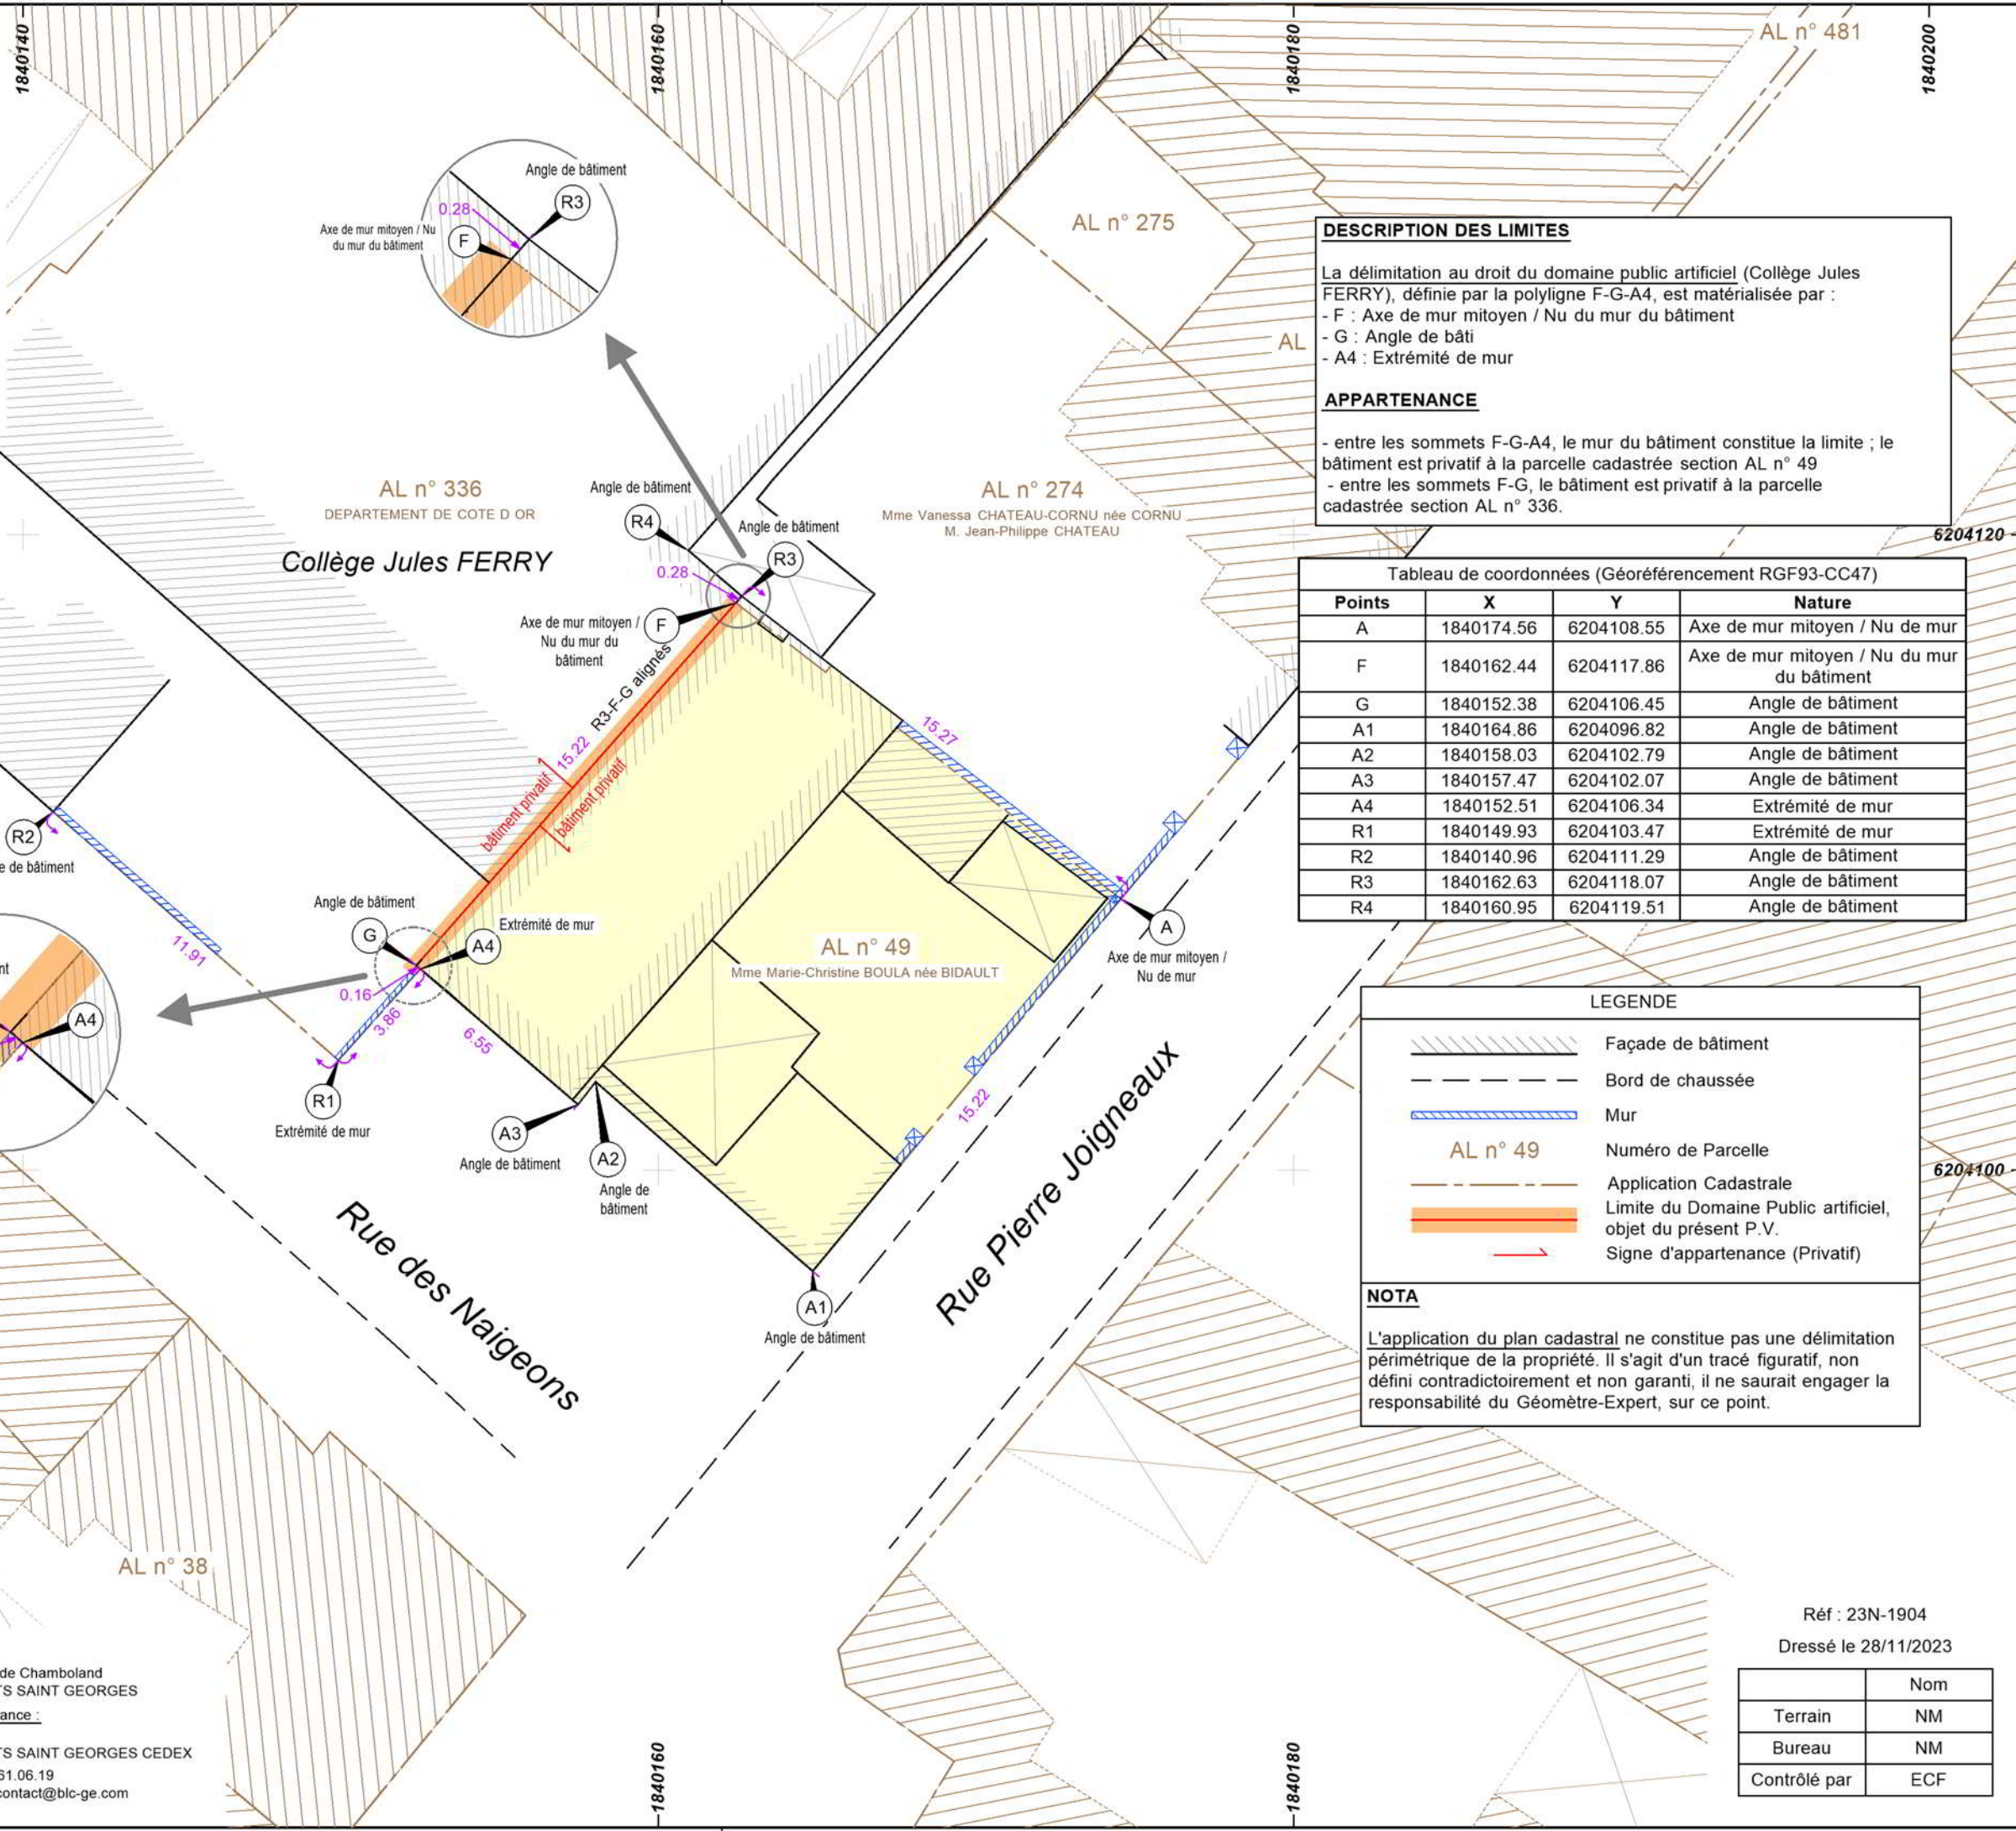 1840140
1840160
1840180
1840200
AL n° 481
Angle de bâtiment
R3
0.28
Axe de mur mitoyen / Nu
du mur du bâtiment
F
AL n° 275
AL
DESCRIPTION DES LIMITES
La délimitation au droit du domaine public artificiel (Collège Jules
FERRY), définie par la polyligne F-G-A4, est matérialisée par :
- F : Axe de mur mitoyen / Nu du mur du bâtiment
- G : Angle de bâti
- A4 : Extrémité de mur
APPARTENANCE
- entre les sommets F-G-A4, le mur du bâtiment constitue la limite ; le
bâtiment est privatif à la parcelle cadastrée section AL n° 49
- entre les sommets F-G, le bâtiment est privatif à la parcelle
cadastrée section AL n° 336.
AL n° 336
DEPARTEMENT DE COTE D OR
Collège Jules FERRY
Angle de bâtiment
R4
Angle de bâtiment
R3
0.28
Axe de mur mitoyen /
Nu du mur du
bâtiment
F
AL n° 274
Mme Vanessa CHATEAU-CORNU née CORNU
M. Jean-Philippe CHATEAU
6204120
Tableau de coordonnées (Géoréférencement RGF93-CC47)
Points X Y Nature
A 1840174.56 6204108.55 Axe de mur mitoyen / Nu de mur
F 1840162.44 6204117.86 Axe de mur mitoyen / Nu du mur
du bâtiment
G 1840152.38 6204106.45 Angle de bâtiment
A1 1840164.86 6204096.82 Angle de bâtiment
A2 1840158.03 6204102.79 Angle de bâtiment
A3 1840157.47 6204102.07 Angle de bâtiment
A4 1840152.51 6204106.34 Extrémité de mur
R1 1840149.93 6204103.47 Extrémité de mur
R2 1840140.96 6204111.29 Angle de bâtiment
R3 1840162.63 6204118.07 Angle de bâtiment
R4 1840160.95 6204119.51 Angle de bâtiment
R3-F-G alignés
15.22
bâtiment privatif
bâtiment privatif
15.27
R2
e de bâtiment
11.91
Angle de bâtiment
G
A4
Extrémité de mur
0.16
3.86
6.55
nt
A4
R1
Extrémité de mur
A3
Angle de bâtiment
A2
Angle de
bâtiment
AL n° 49
Mme Marie-Christine BOULA née BIDAULT
A
Axe de mur mitoyen /
Nu de mur
15.22
A1
Angle de bâtiment
Rue des Naigeons
Rue Pierre Joigneaux
LEGENDE
Façade de bâtiment
Bord de chaussée
Mur
AL n° 49 Numéro de Parcelle
Application Cadastrale
Limite du Domaine Public artificiel,
objet du présent P.V.
Signe d'appartenance (Privatif)
6204100
NOTA
L'application du plan cadastral ne constitue pas une délimitation
périmétrique de la propriété. Il s'agit d'un tracé figuratif, non
défini contradictoirement et non garanti, il ne saurait engager la
responsabilité du Géomètre-Expert, sur ce point.
AL n° 38
de Chamboland
TS SAINT GEORGES
ance :
TS SAINT GEORGES CEDEX
61.06.19
contact@blc-ge.com
1840160
1840180
Réf : 23N-1904
Dressé le 28/11/2023
Nom
Terrain NM
Bureau NM
Contrôlé par ECF